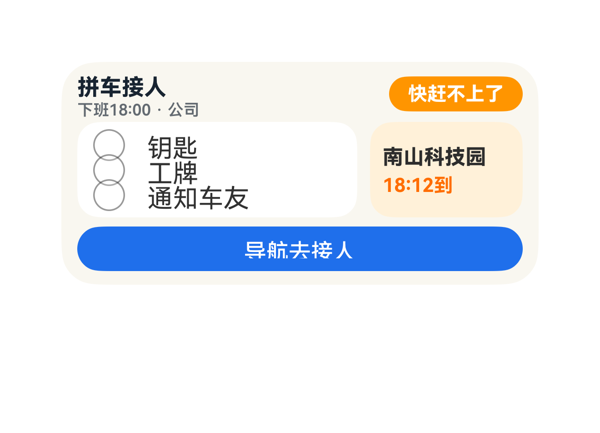 拼车接人
快赶不上了
下班18:00 · 公司
钥匙
工牌
通知车友
南山科技园
18:12到
导航去接人